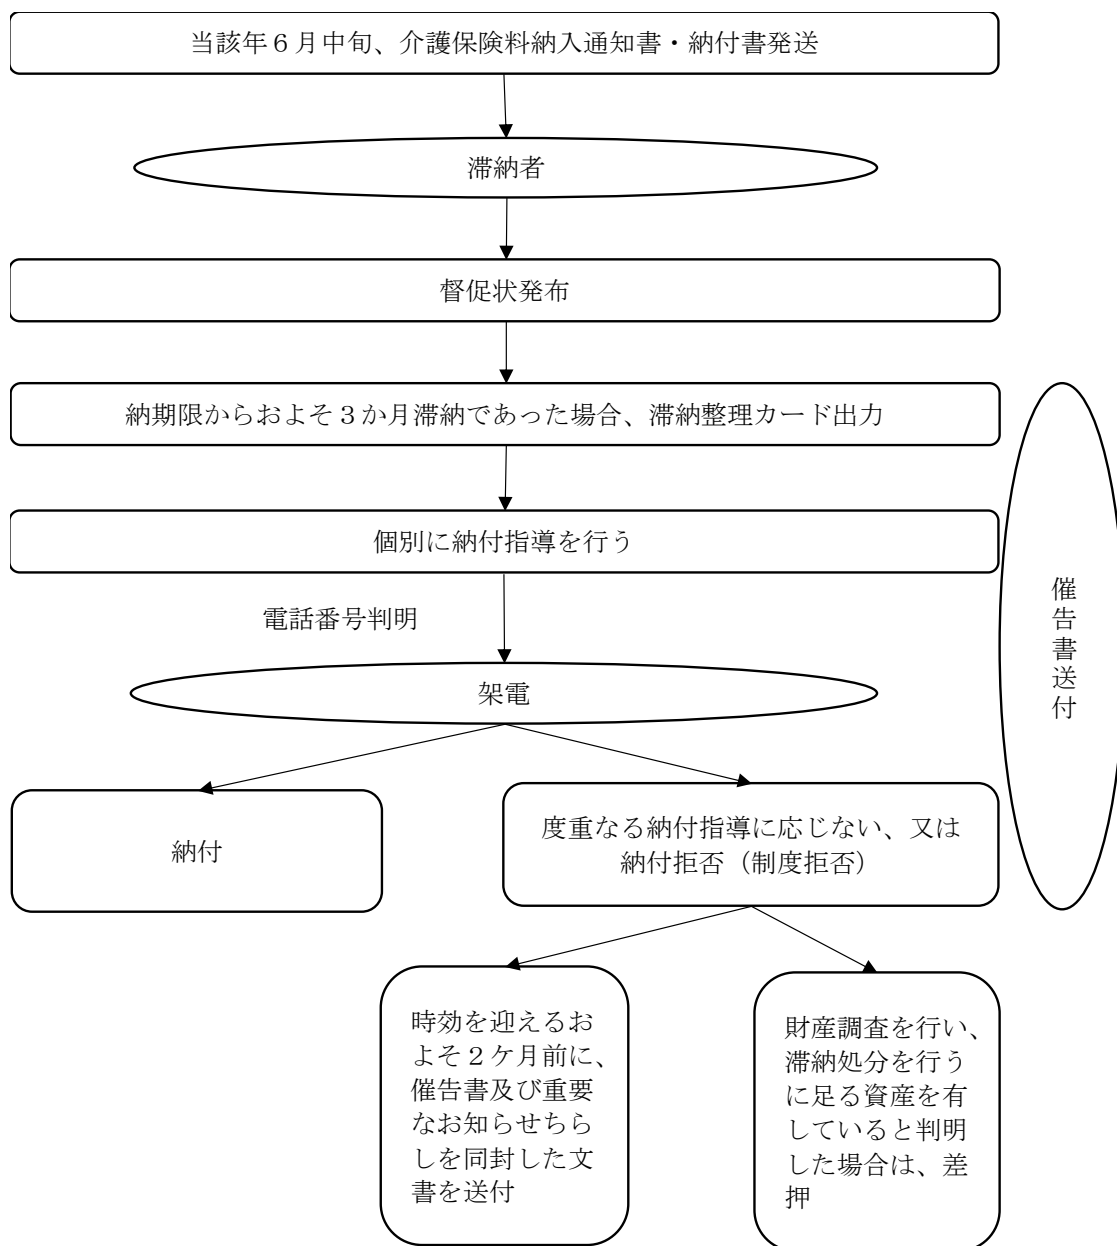 当該年６月中旬、介護保険料納入通知書・納付書発送
滞納者
督促状発布
納期限からおよそ３か月滞納であった場合、滞納整理カード出力
個別に納付指導を行う
電話番号判明
架電
催告書送付
納付
度重なる納付指導に応じない、又は
納付拒否（制度拒否）
時効を迎えるお
よそ２ケ月前に、
催告書及び重要
なお知らせちら
しを同封した文
書を送付
財産調査を行い、
滞納処分を行う
に足る資産を有
していると判明
した場合は、差
押